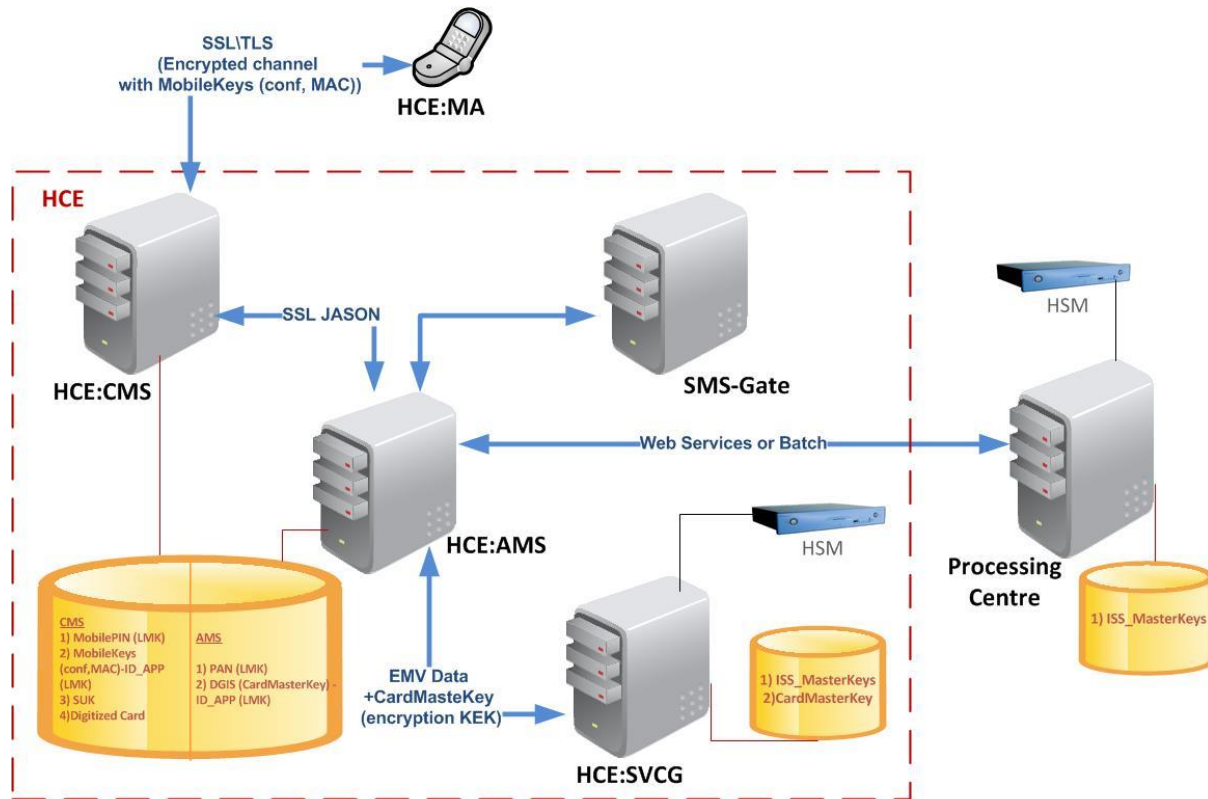 SSL\TLS
(Encrypted channel
with MobileKeys (conf, MAC))
HCE:MA
HCE
HSM
SSL JASON
HCE:CMS
SMS-Gate
Web Services or Batch
HCE:AMS
HSM
Processing
Centre
CMS
1) MobilePIN (LMK)
2) MobileKeys
(conf,MAC)-ID_APP
(LMK)
3) SUK
4)Digitized Card
AMS
1) PAN (LMK)
2) DGIS (CardMasterKey) -
ID_APP (LMK)
EMV Data
+CardMasteKey
(encryption KEK)
1) ISS_MasterKeys
2)CardMasterKey
1) ISS_MasterKeys
HCE:SVCG